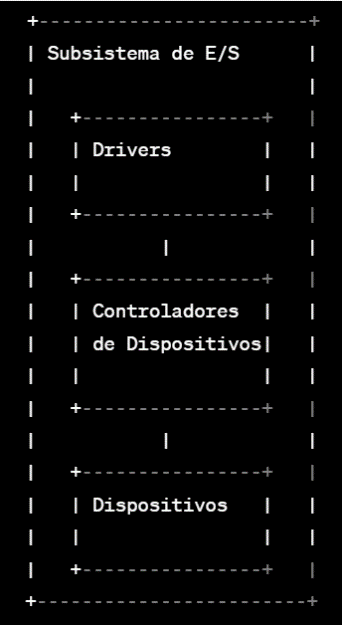 Subsistema de E/S
Drivers
Controladores
de Dispositivos
Dispositivos